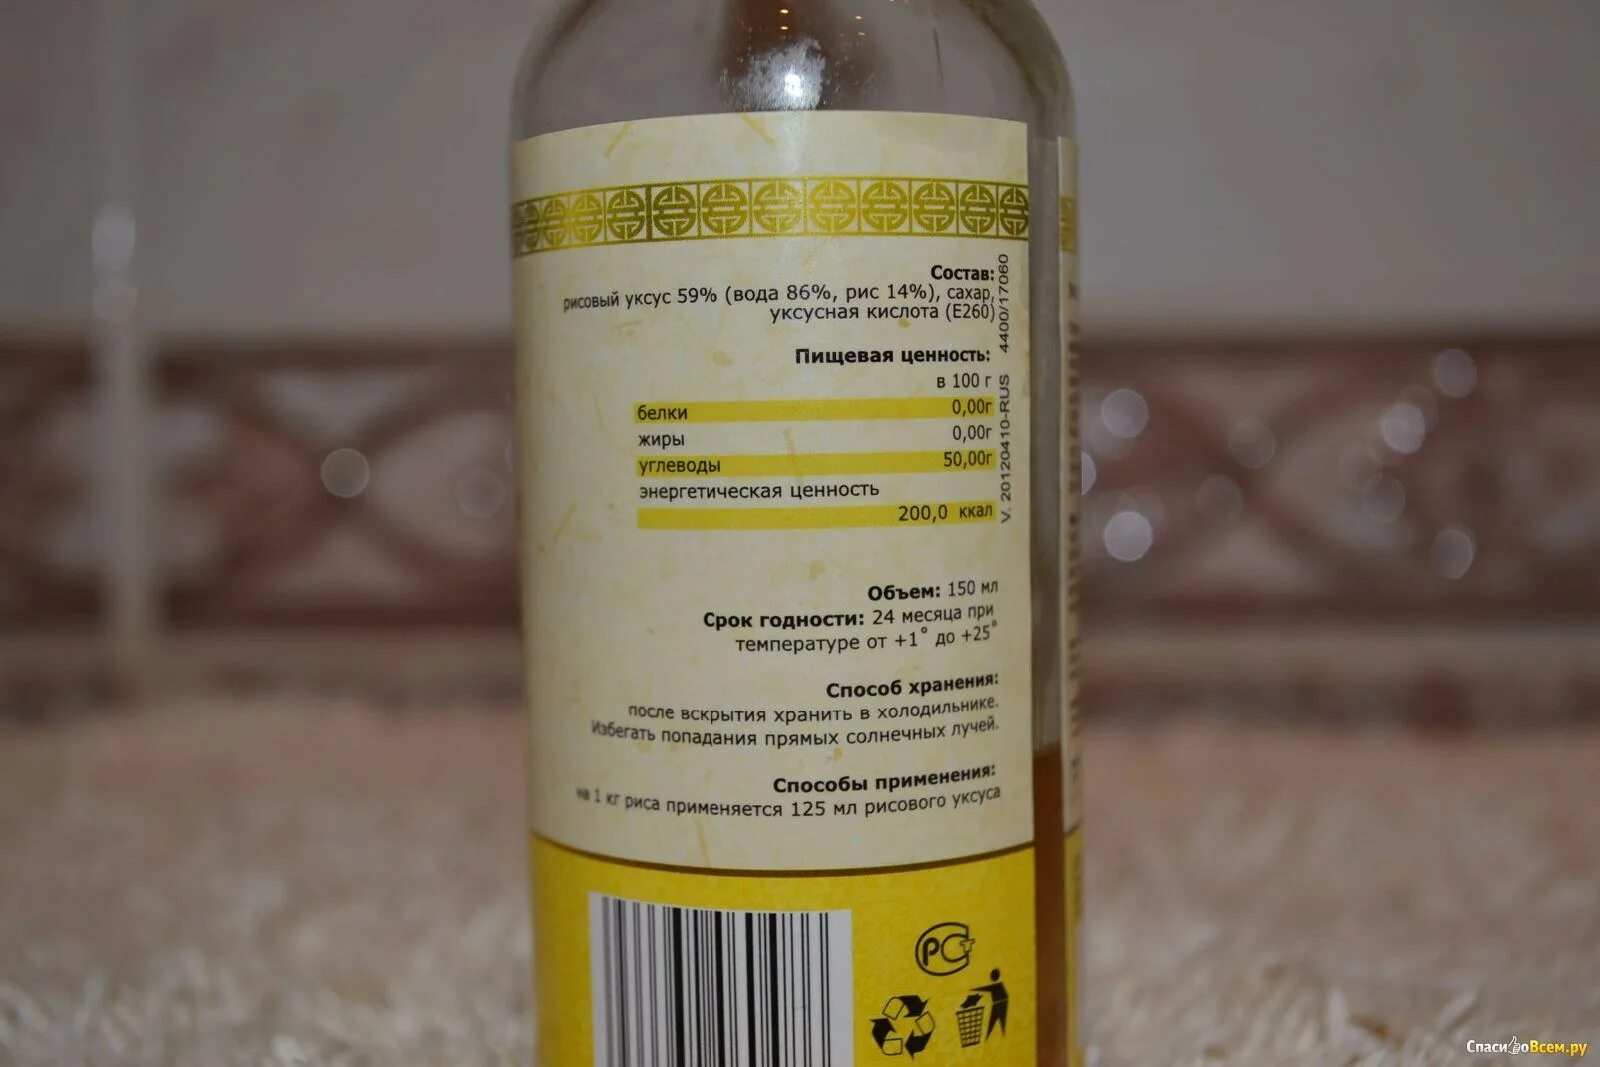 Состав:
рисовый уксус 59% (вода 86%, рис 14%), сахар,
уксусная кислота (Е260)
Пищевая ценность:
в 100 г
белки 0,00г
жиры 0,00г
углеводы 50,00г
энергетическая ценность
200,0 ккал
Объем: 150 мл
Срок годности: 24 месяца при
температуре от +1° до +25°
Способ хранения:
после вскрытия хранить в холодильнике.
Избегать попадания прямых солнечных лучей.
Способы применения:
на 1 кг риса применяется 125 мл рисового уксуса
V. 20120410-RUS 4400/17060
РСТ
СпасибоВсем.ру